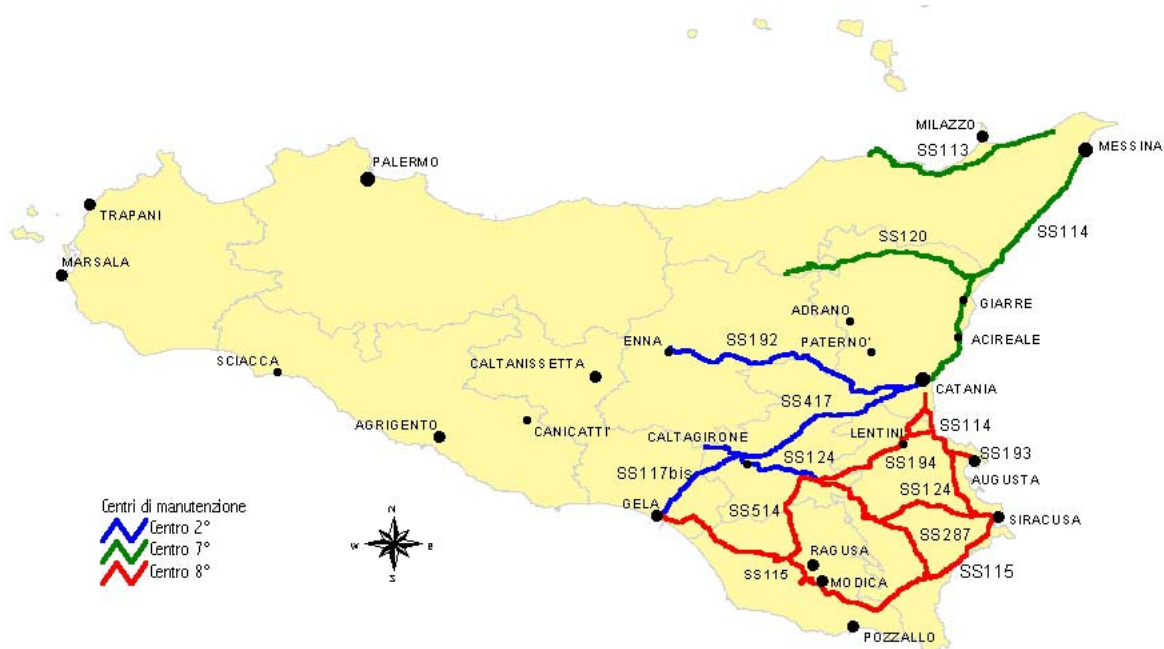 MILAZZO
SS113
MESSINA
PALERMO
TRAPANI
SS120
SS114
MARSALA
GIARRE
ADRANO
ENNA
SS192
PATERNO'
ACIREALE
SCIACCA
CALTANISSETTA
CATANIA
SS417
AGRIGENTO
CANICATTI'
CALTAGIRONE
LENTINI
SS114
SS124
SS194
SS193
SS117bis
AUGUSTA
SS124
GELA
SS514
SIRACUSA
SS287
RAGUSA
SS115
SS115
MODICA
POZZALLO
Centri di manutenzione
Centro 2°
Centro 7°
Centro 8°
N
W
E
S